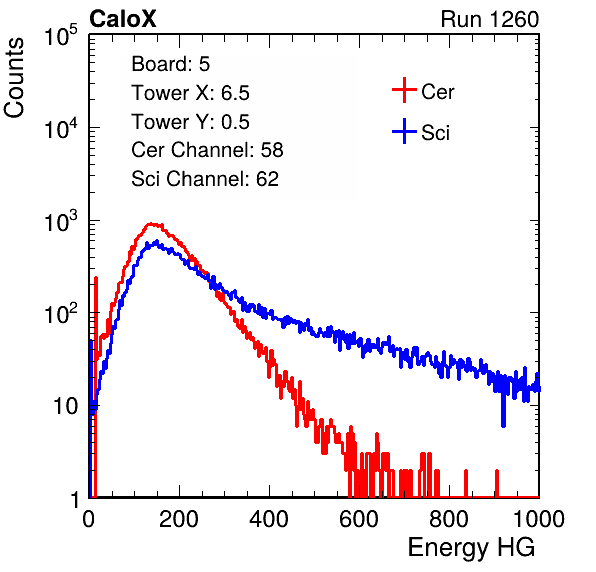 CaloX Run 1260
Counts
10^5
Board: 5
Tower X: 6.5
Tower Y: 0.5
Cer Channel: 58
Sci Channel: 62
Cer
Sci
10^4
10^3
10^2
10
1
0 200 400 600 800 1000
Energy HG